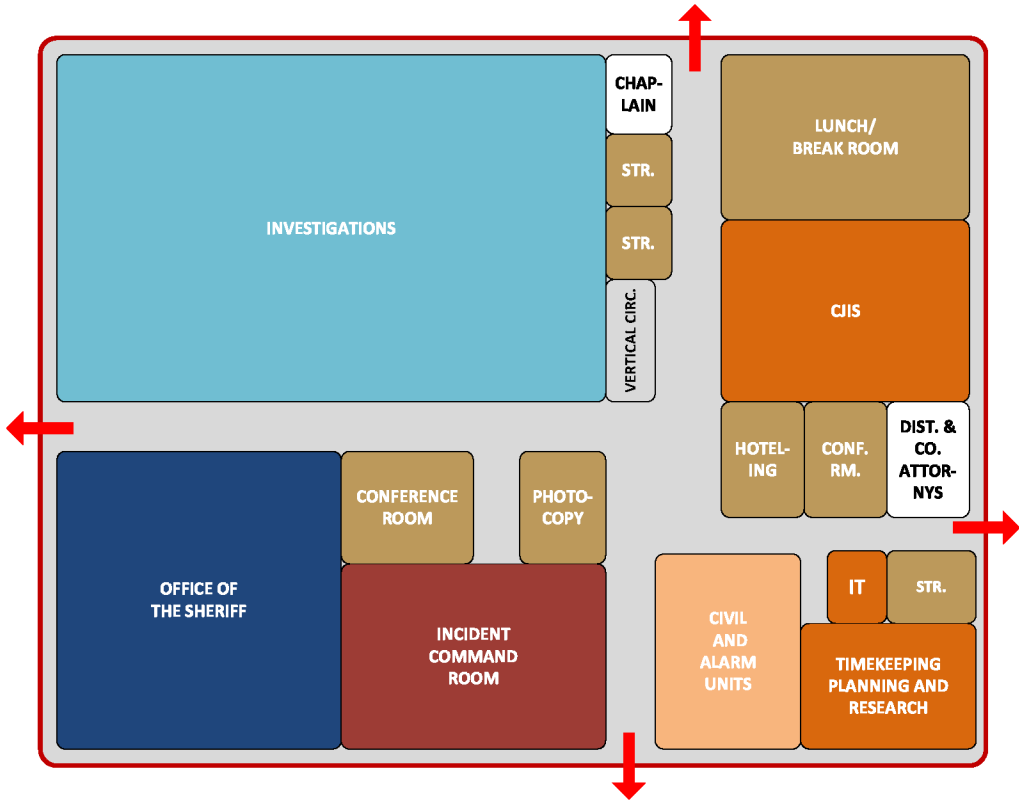 CHAP-
LAIN
LUNCH/
BREAK ROOM
STR.
INVESTIGATIONS
STR.
VERTICAL CIRC.
CJIS
HOTEL-
ING
CONF.
RM.
DIST. &
CO.
ATTOR-
NYS
CONFERENCE
ROOM
PHOTO-
COPY
OFFICE OF
THE SHERIFF
INCIDENT
COMMAND
ROOM
CIVIL
AND
ALARM
UNITS
IT
STR.
TIMEKEEPING
PLANNING AND
RESEARCH